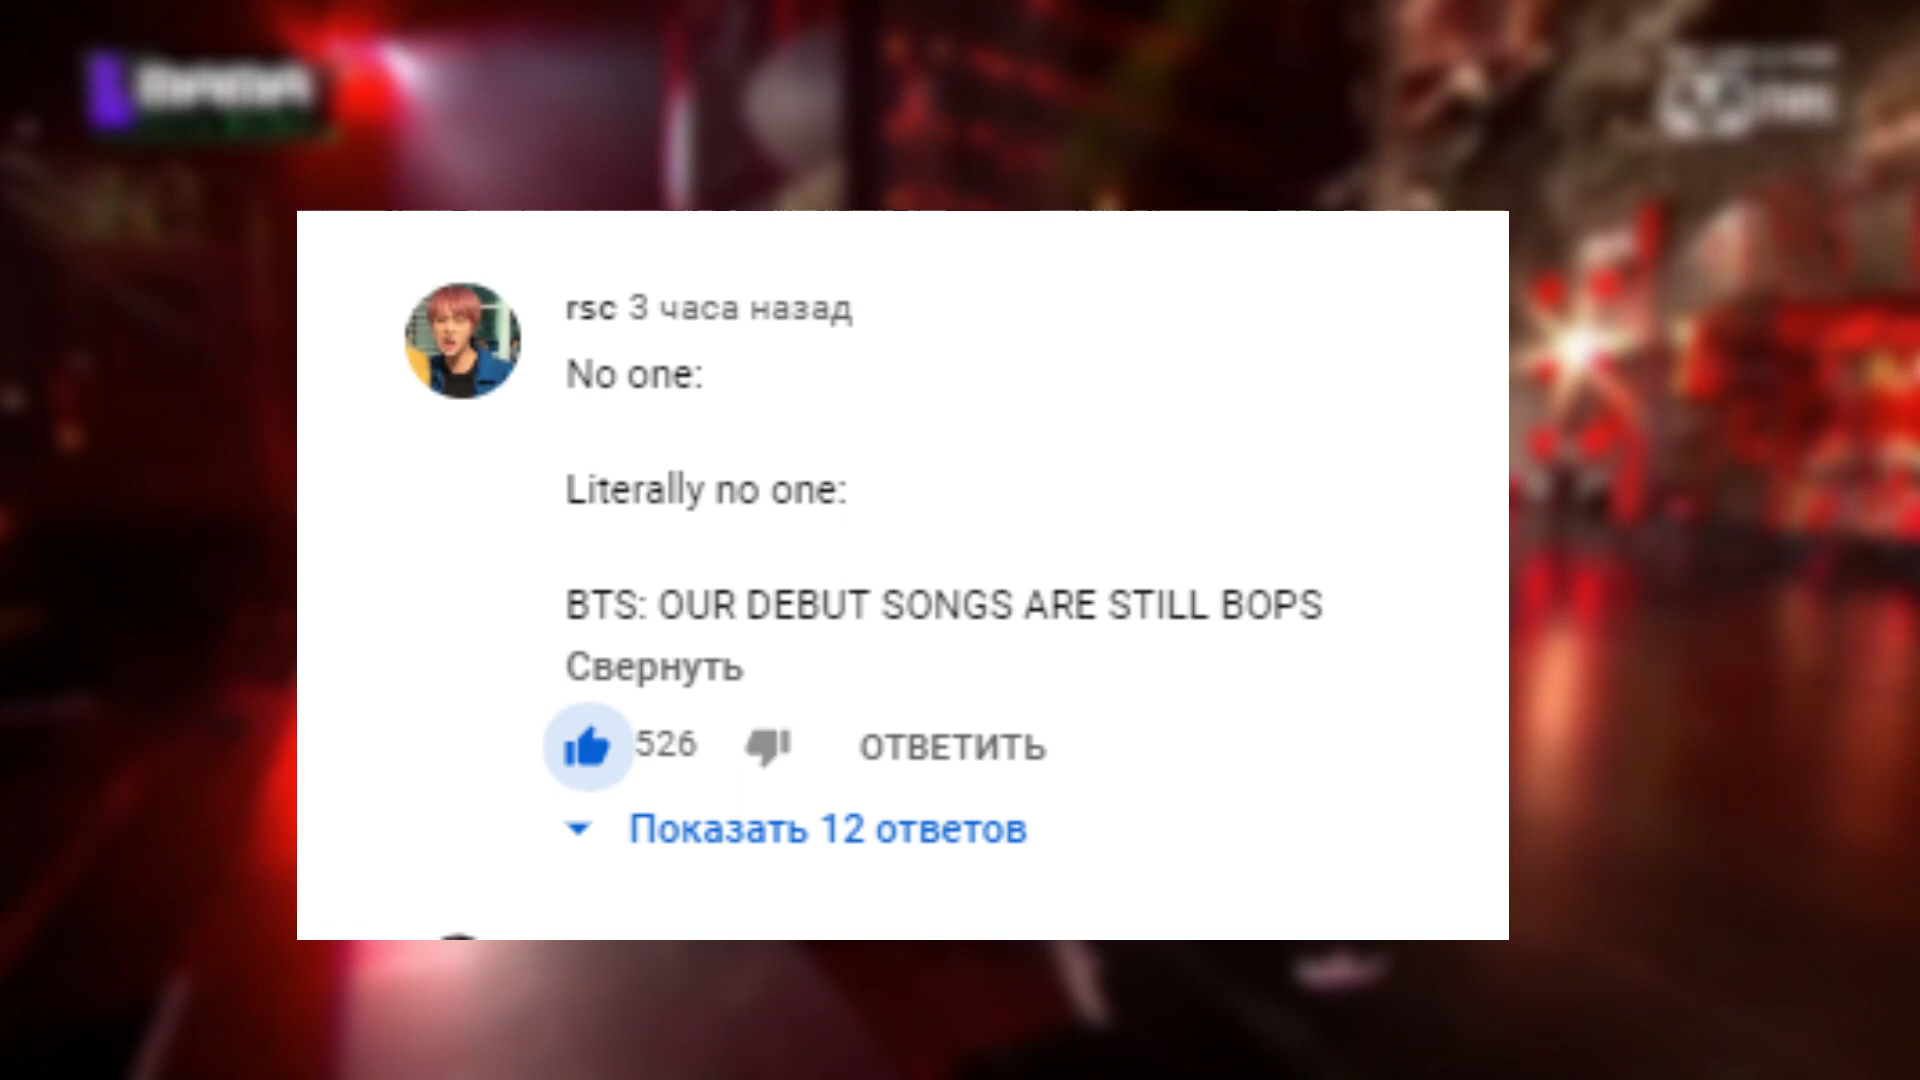 rsc 3 часа назад
No one:
Literally no one:
BTS: OUR DEBUT SONGS ARE STILL BOPS
Свернуть
526 ОТВЕТИТЬ
Показать 12 ответов